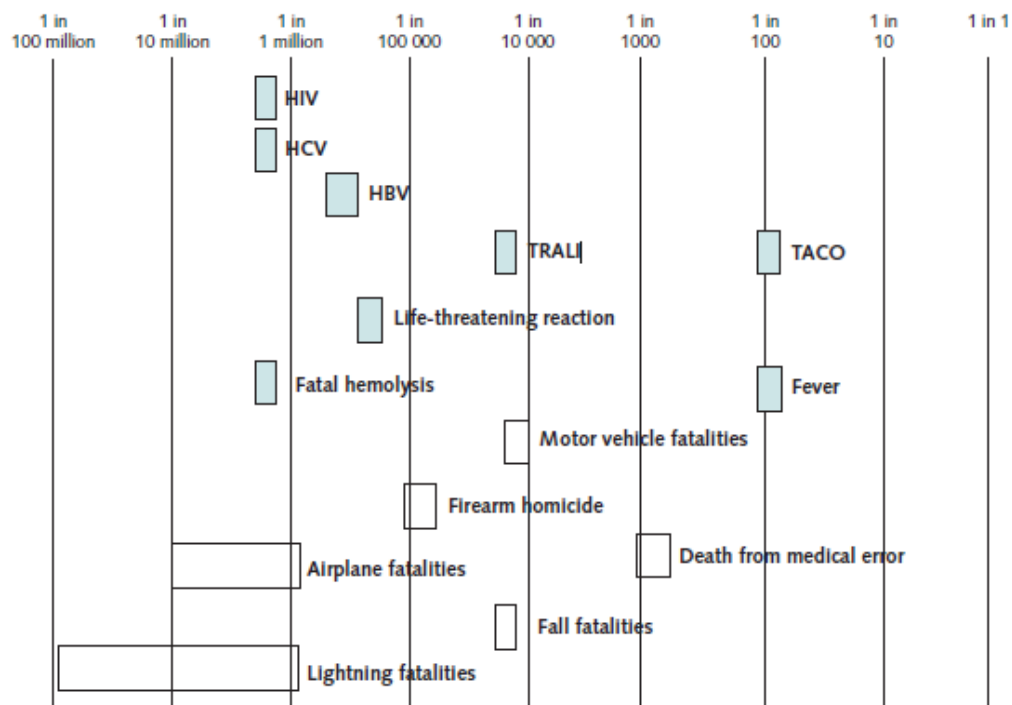 1 in 1 in 1 in 1 in 1 in 1 in 1 in 1 in 1 in 1
100 million 10 million 1 million 100 000 10 000 1000 100 10
HIV
HCV
HBV
TRALI TACO
Life-threatening reaction
Fatal hemolysis Fever
Motor vehicle fatalities
Firearm homicide
Death from medical error
Airplane fatalities
Fall fatalities
Lightning fatalities